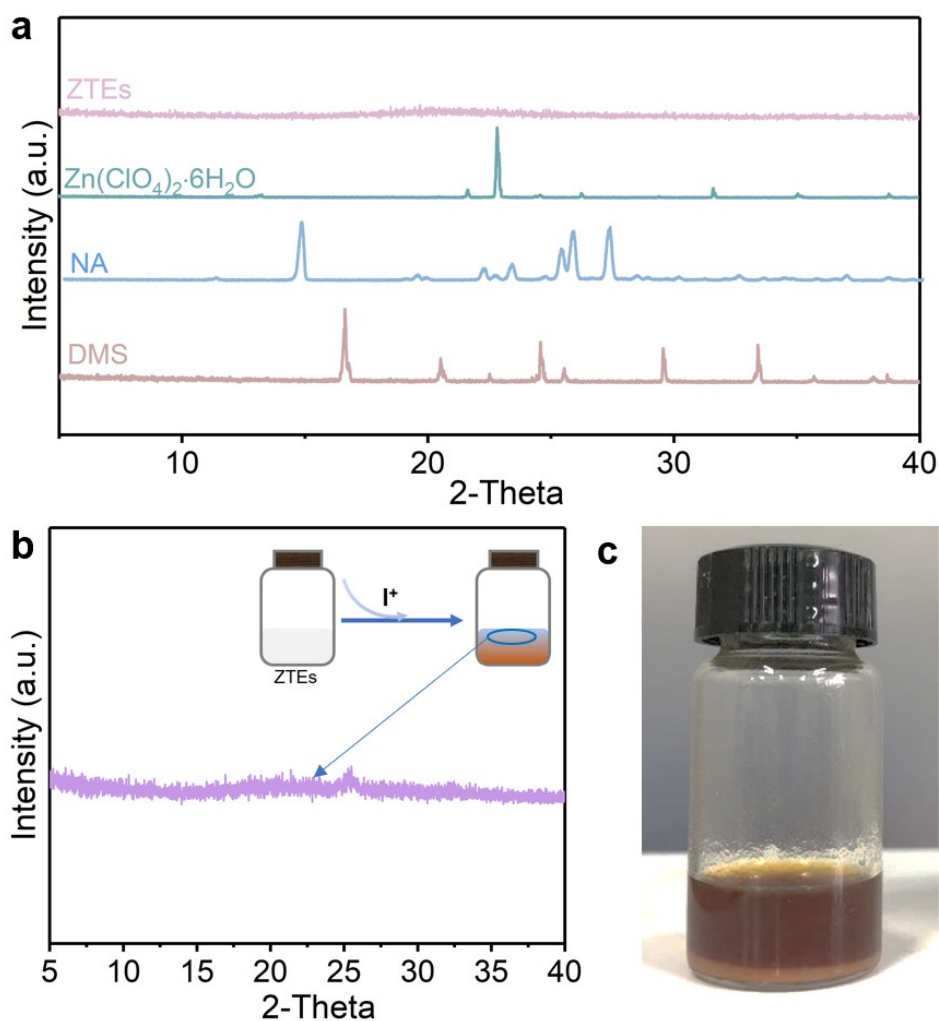 a
ZTEs
Zn(ClO₄)₂·6H₂O
NA
DMS
Intensity (a.u.)
10 20 30 40
2-Theta
b
I⁺
ZTEs
Intensity (a.u.)
5 10 15 20 25 30 35 40
2-Theta
c